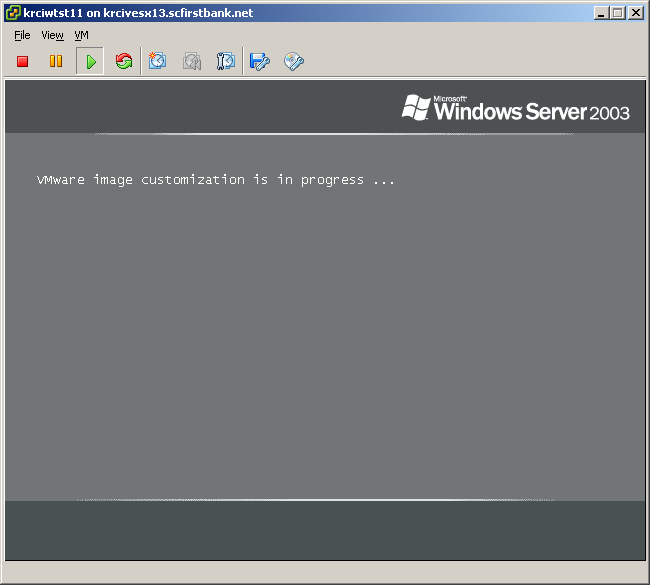 krciwtst11 on krcivesx13.scfirstbank.net
File View VM
Microsoft
Windows Server 2003
VMware image customization is in progress ...